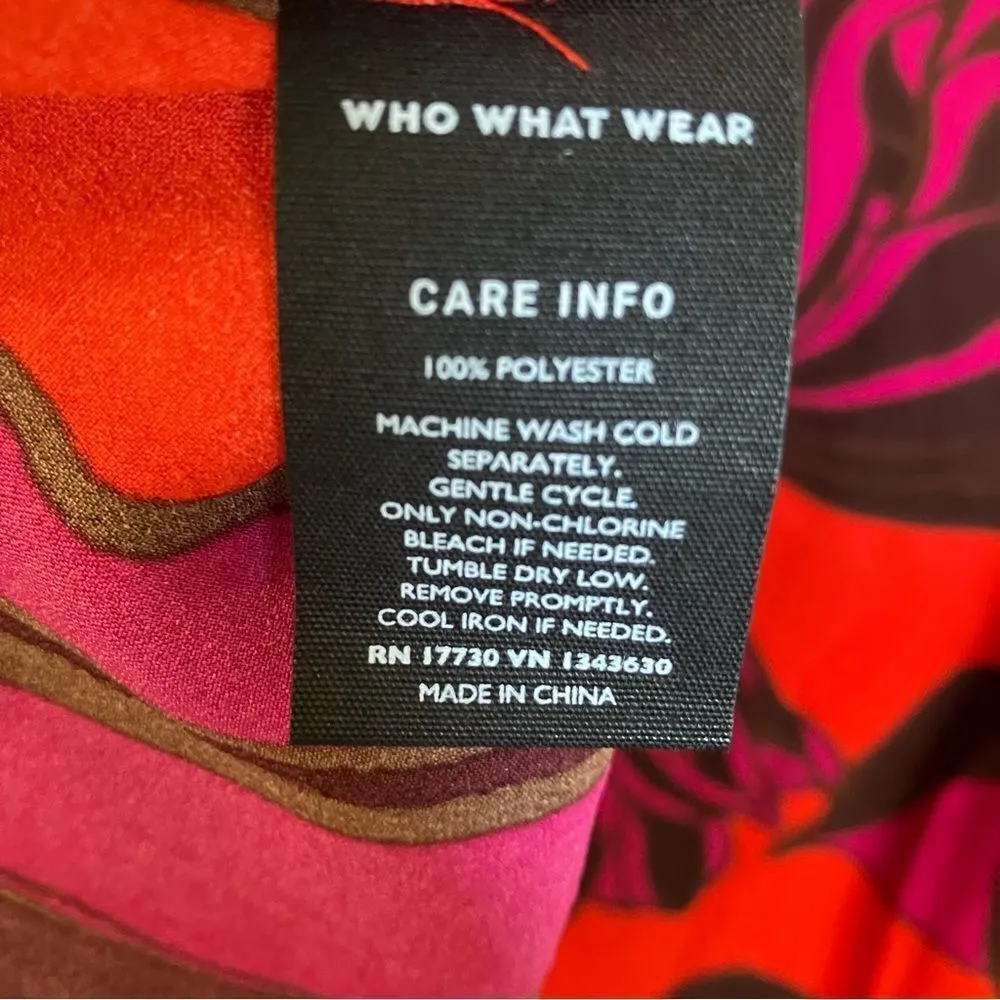 WHO WHAT WEAR
CARE INFO
100% POLYESTER
MACHINE WASH COLD
SEPARATELY.
GENTLE CYCLE.
ONLY NON-CHLORINE
BLEACH IF NEEDED.
TUMBLE DRY LOW.
REMOVE PROMPTLY.
COOL IRON IF NEEDED.
RN 17730 VN 1343630
MADE IN CHINA